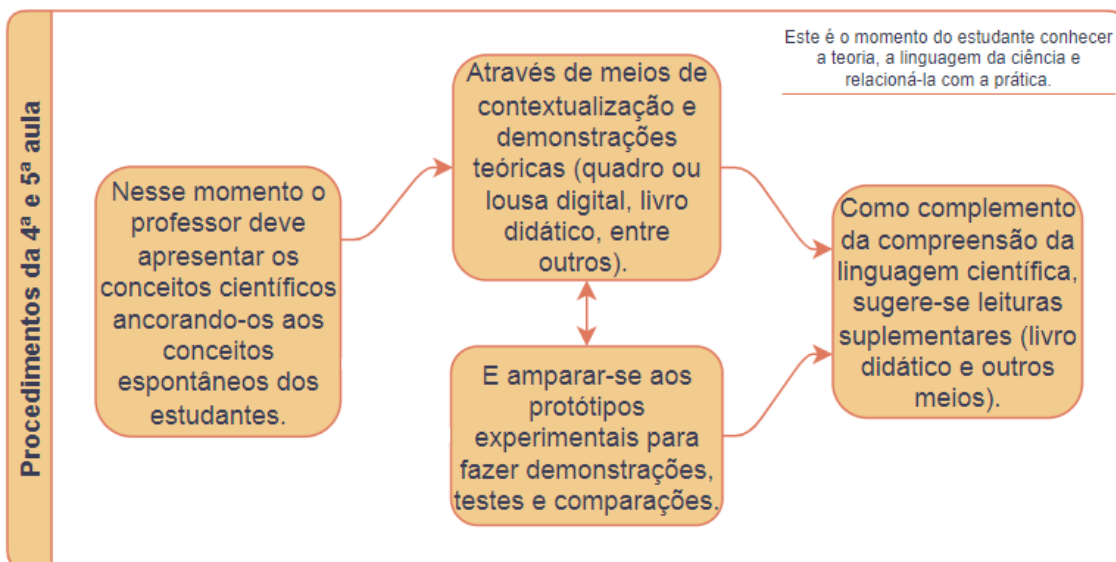 Procedimentos da 4ª e 5ª aula
Nesse momento o
professor deve
apresentar os
conceitos científicos
ancorando-os aos
conceitos
espontâneos dos
estudantes.
Através de meios de
contextualização e
demonstrações
teóricas (quadro ou
lousa digital, livro
didático, entre
outros).
E amparar-se aos
protótipos
experimentais para
fazer demonstrações,
testes e comparações.
Este é o momento do estudante conhecer
a teoria, a linguagem da ciência e
relacioná-la com a prática.
Como complemento
da compreensão da
linguagem científica,
sugere-se leituras
suplementares (livro
didático e outros
meios).